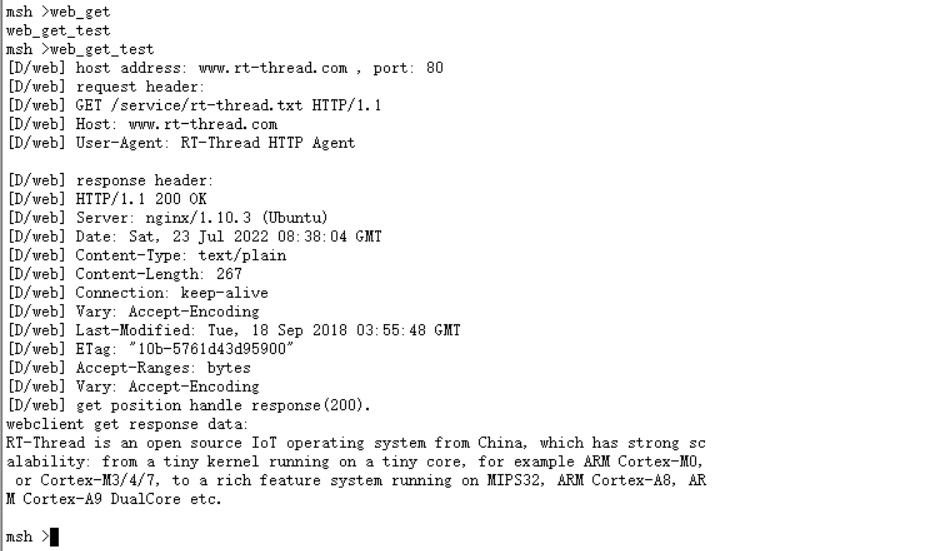 msh >web_get
web_get_test
msh >web_get_test
[D/web] host address: www.rt-thread.com , port: 80
[D/web] request header:
[D/web] GET /service/rt-thread.txt HTTP/1.1
[D/web] Host: www.rt-thread.com
[D/web] User-Agent: RT-Thread HTTP Agent
[D/web] response header:
[D/web] HTTP/1.1 200 OK
[D/web] Server: nginx/1.10.3 (Ubuntu)
[D/web] Date: Sat, 23 Jul 2022 08:38:04 GMT
[D/web] Content-Type: text/plain
[D/web] Content-Length: 267
[D/web] Connection: keep-alive
[D/web] Vary: Accept-Encoding
[D/web] Last-Modified: Tue, 18 Sep 2018 03:55:48 GMT
[D/web] ETag: "10b-5761d43d95900"
[D/web] Accept-Ranges: bytes
[D/web] Vary: Accept-Encoding
[D/web] get position handle response(200).
webclient get response data:
RT-Thread is an open source IoT operating system from China, which has strong sc
alability: from a tiny kernel running on a tiny core, for example ARM Cortex-M0,
 or Cortex-M3/4/7, to a rich feature system running on MIPS32, ARM Cortex-A8, AR
M Cortex-A9 DualCore etc.
msh >